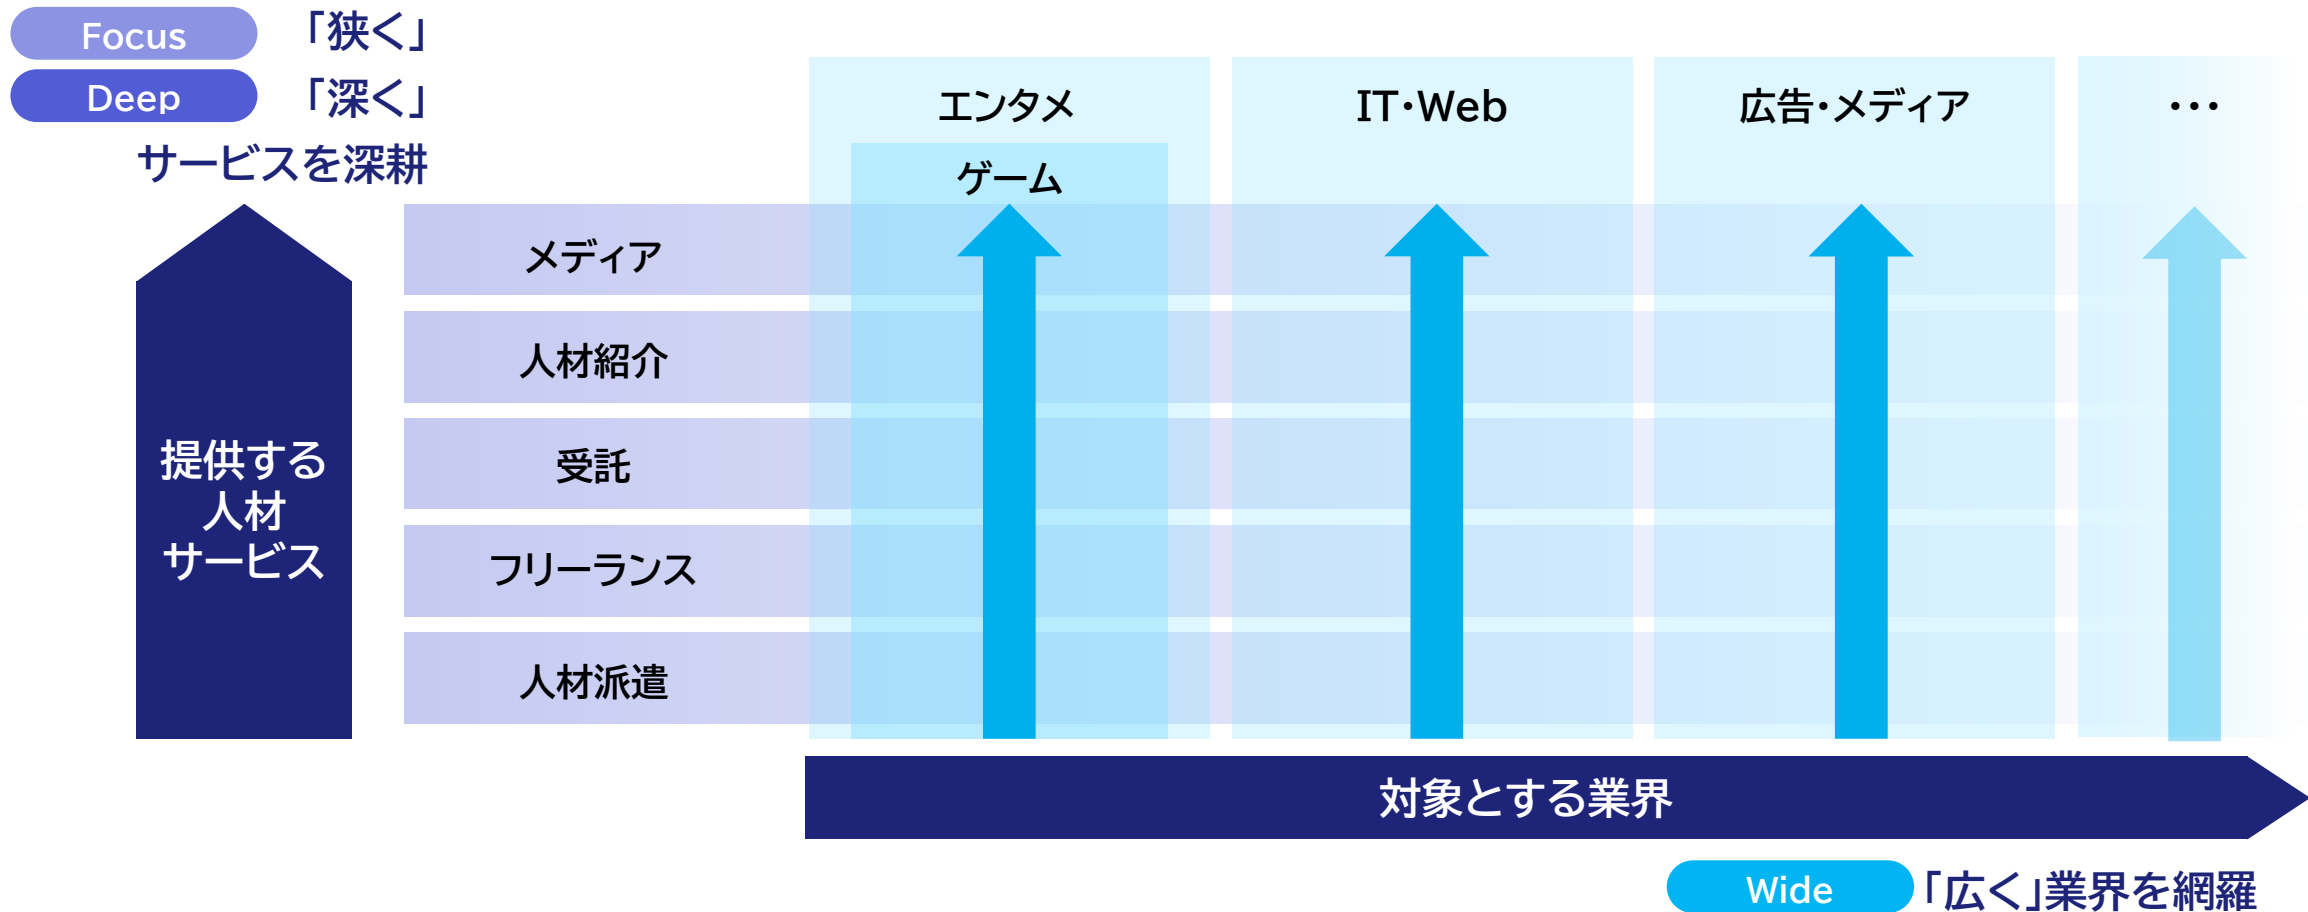 Focus 「狭く」
Deep 「深く」
サービスを深耕
エンタメ
IT・Web
広告・メディア
・・・
ゲーム
メディア
人材紹介
受託
フリーランス
人材派遣
提供する
人材
サービス
対象とする業界
Wide 「広く」業界を網羅